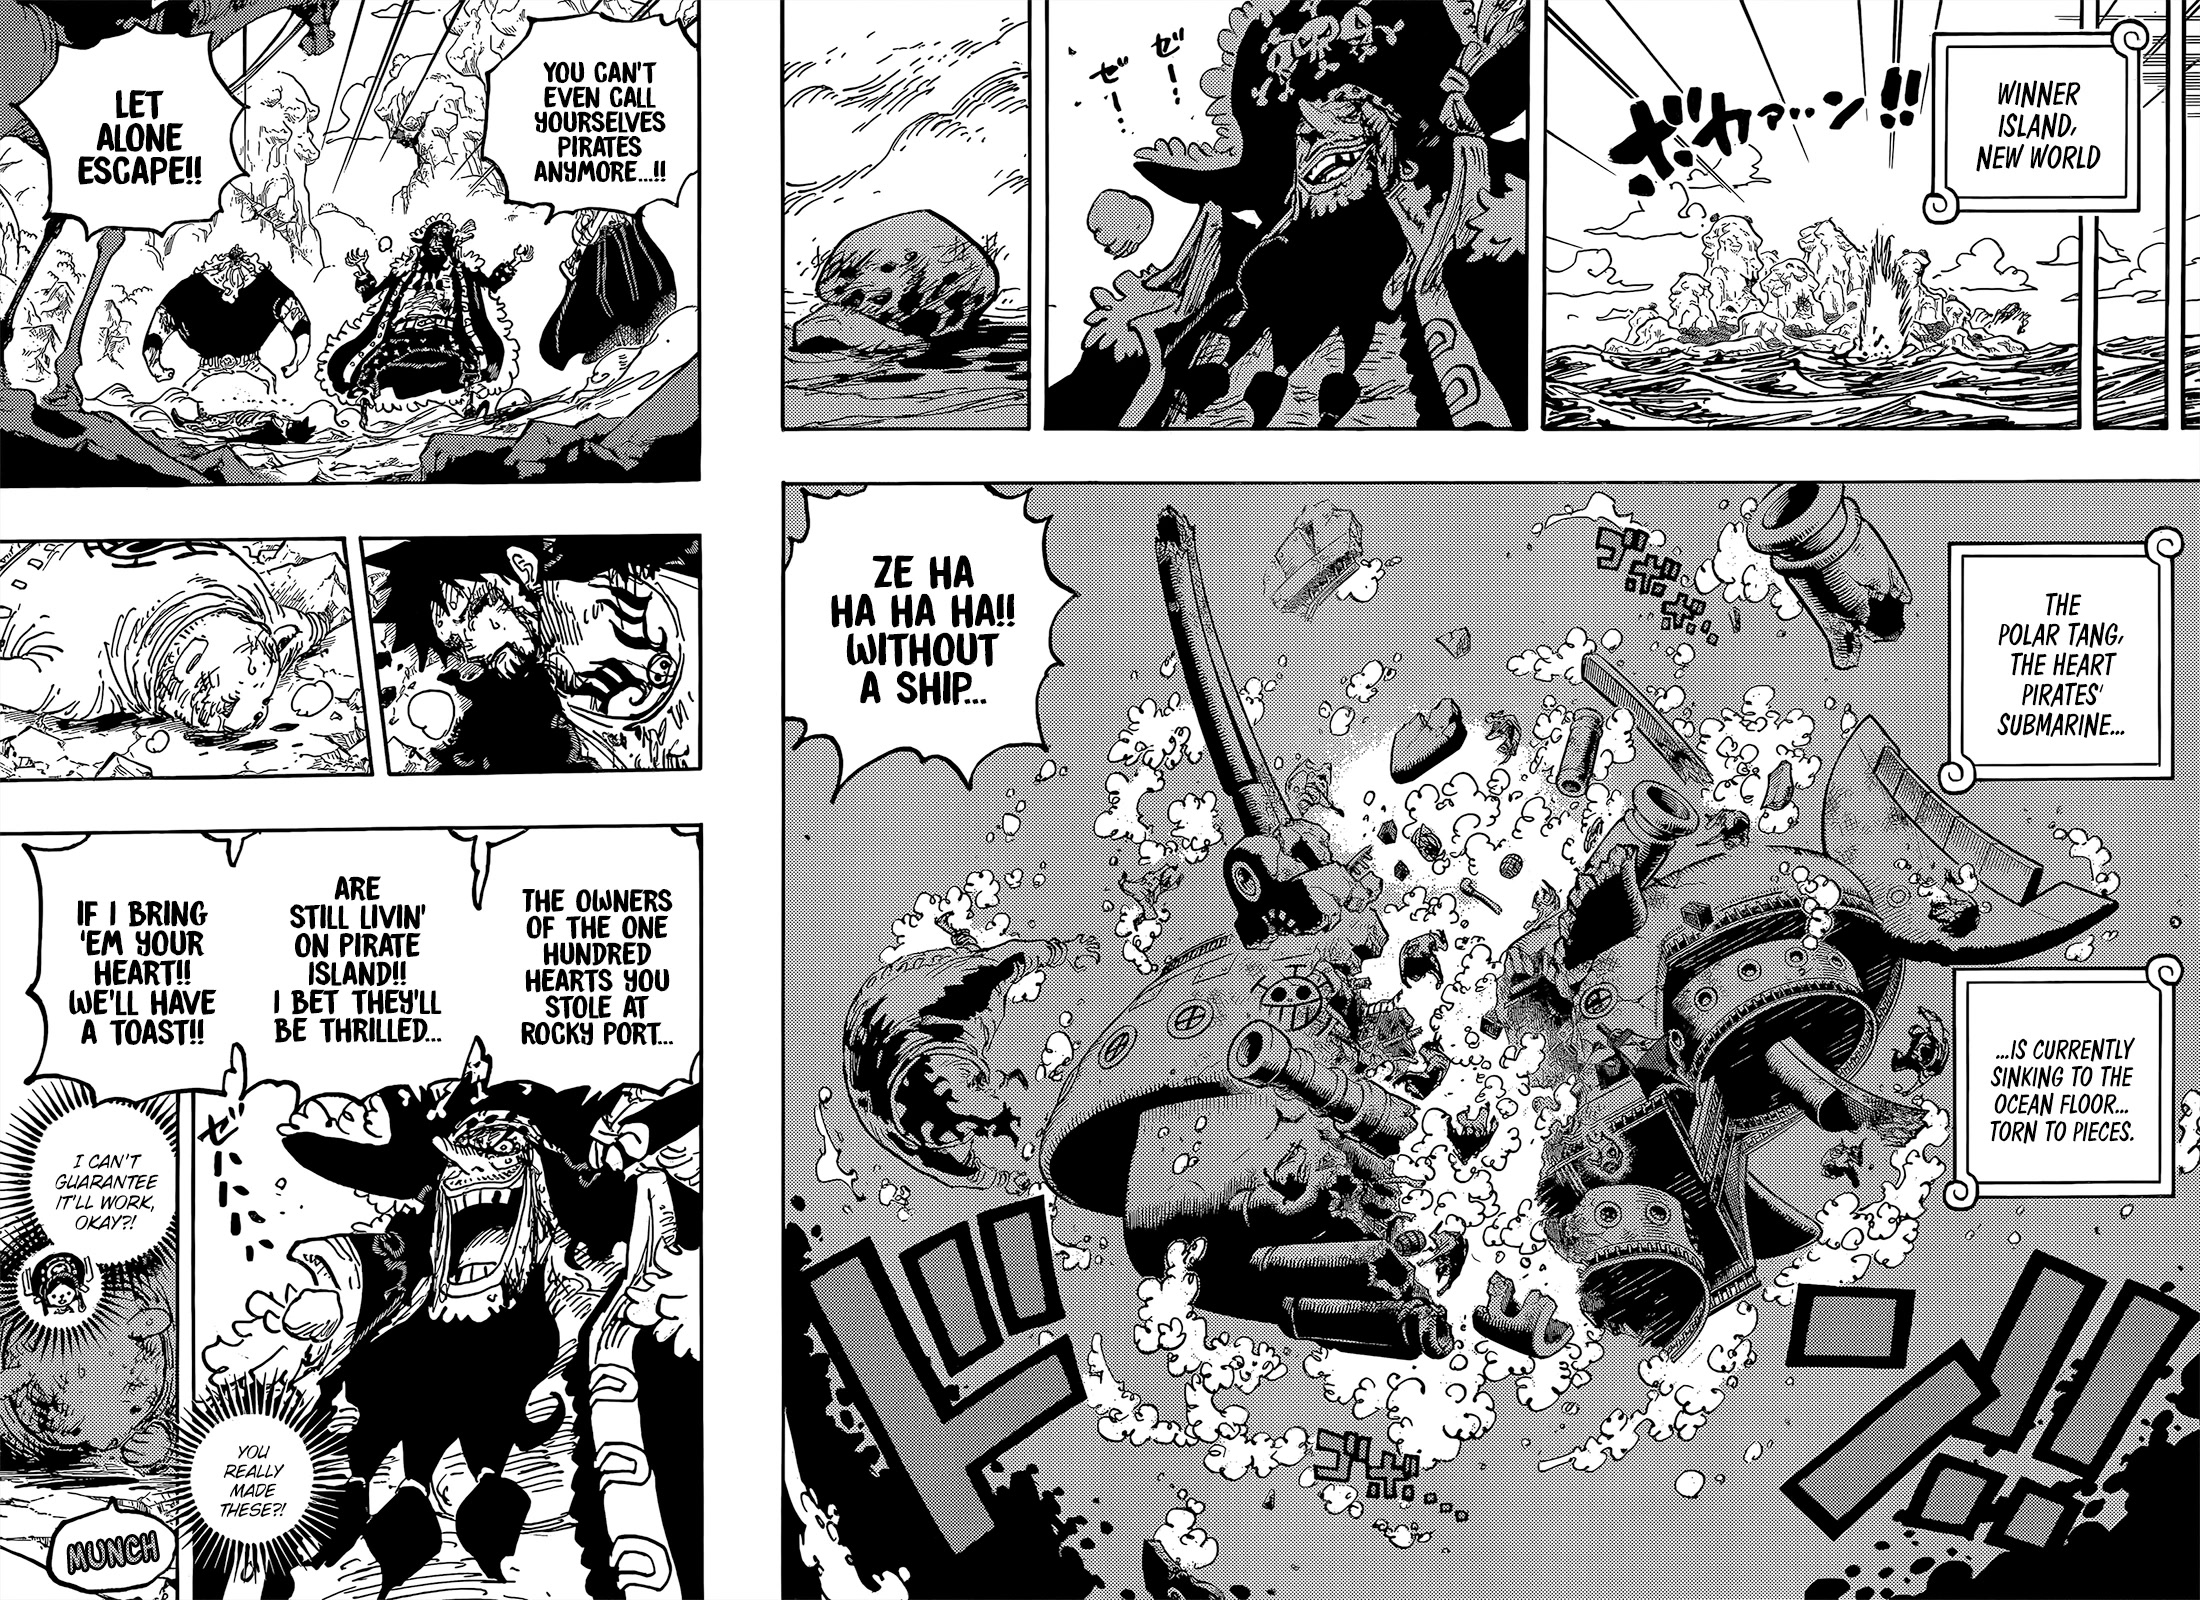 WINNER
ISLAND,
NEW WORLD
ボカァ‥ン!!
ゼ!
ゼ!
THE
POLAR TANG,
THE HEART
PIRATES'
SUBMARINE...
...IS CURRENTLY
SINKING TO THE
OCEAN FLOOR...
TORN TO PIECES.
ZE HA
HA HA HA!!
WITHOUT
A SHIP...
YOU CAN'T
EVEN CALL
YOURSELVES
PIRATES
ANYMORE...!!
LET
ALONE
ESCAPE!!
THE OWNERS
OF THE ONE
HUNDRED
HEARTS YOU
STOLE AT
ROCKY PORT...
ARE
STILL LIVIN'
ON PIRATE
ISLAND!!
I BET THEY'LL
BE THRILLED...
IF I BRING
'EM YOUR
HEART!!
WE'LL HAVE
A TOAST!!
YOU
REALLY
MADE
THESE?!
I CAN'T
GUARANTEE
IT'LL WORK,
OKAY?!
MUNCH